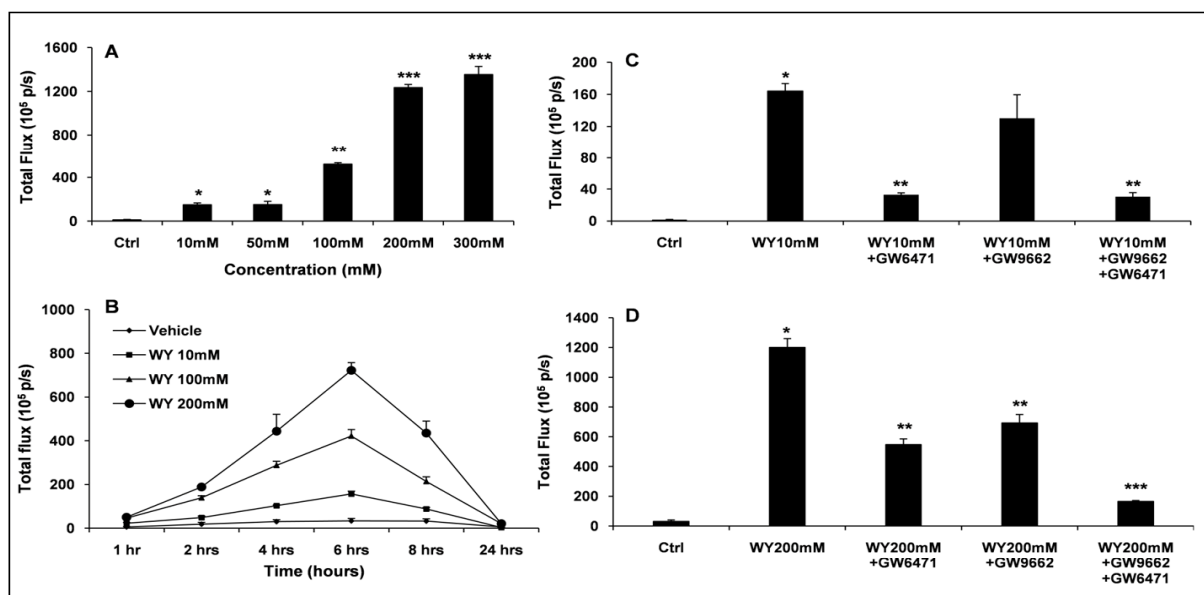 A
Total Flux (10⁵ p/s)
1600
1200
800
400
0
*
*
**
***
***
Ctrl 10mM 50mM 100mM 200mM 300mM
Concentration (mM)
B
Total flux (10⁵ p/s)
1000
800
600
400
200
0
Vehicle
WY 10mM
WY 100mM
WY 200mM
1 hr 2 hrs 4 hrs 6 hrs 8 hrs 24 hrs
Time (hours)
C
Total Flux (10⁵ p/s)
200
160
120
80
40
0
*
**
**
Ctrl WY10mM WY10mM WY10mM WY10mM
+GW6471 +GW9662 +GW9662
+GW6471
D
Total Flux (10⁵ p/s)
1400
1200
1000
800
600
400
200
0
*
**
**
***
Ctrl WY200mM WY200mM WY200mM WY200mM
+GW6471 +GW9662 +GW9662
+GW6471